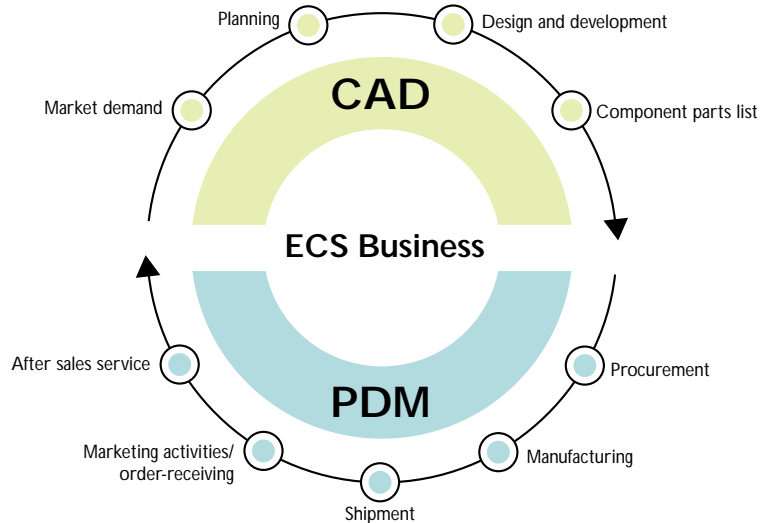 Planning
Design and development
CAD
Market demand
Component parts list
ECS Business
After sales service
Procurement
PDM
Marketing activities/
order-receiving
Manufacturing
Shipment